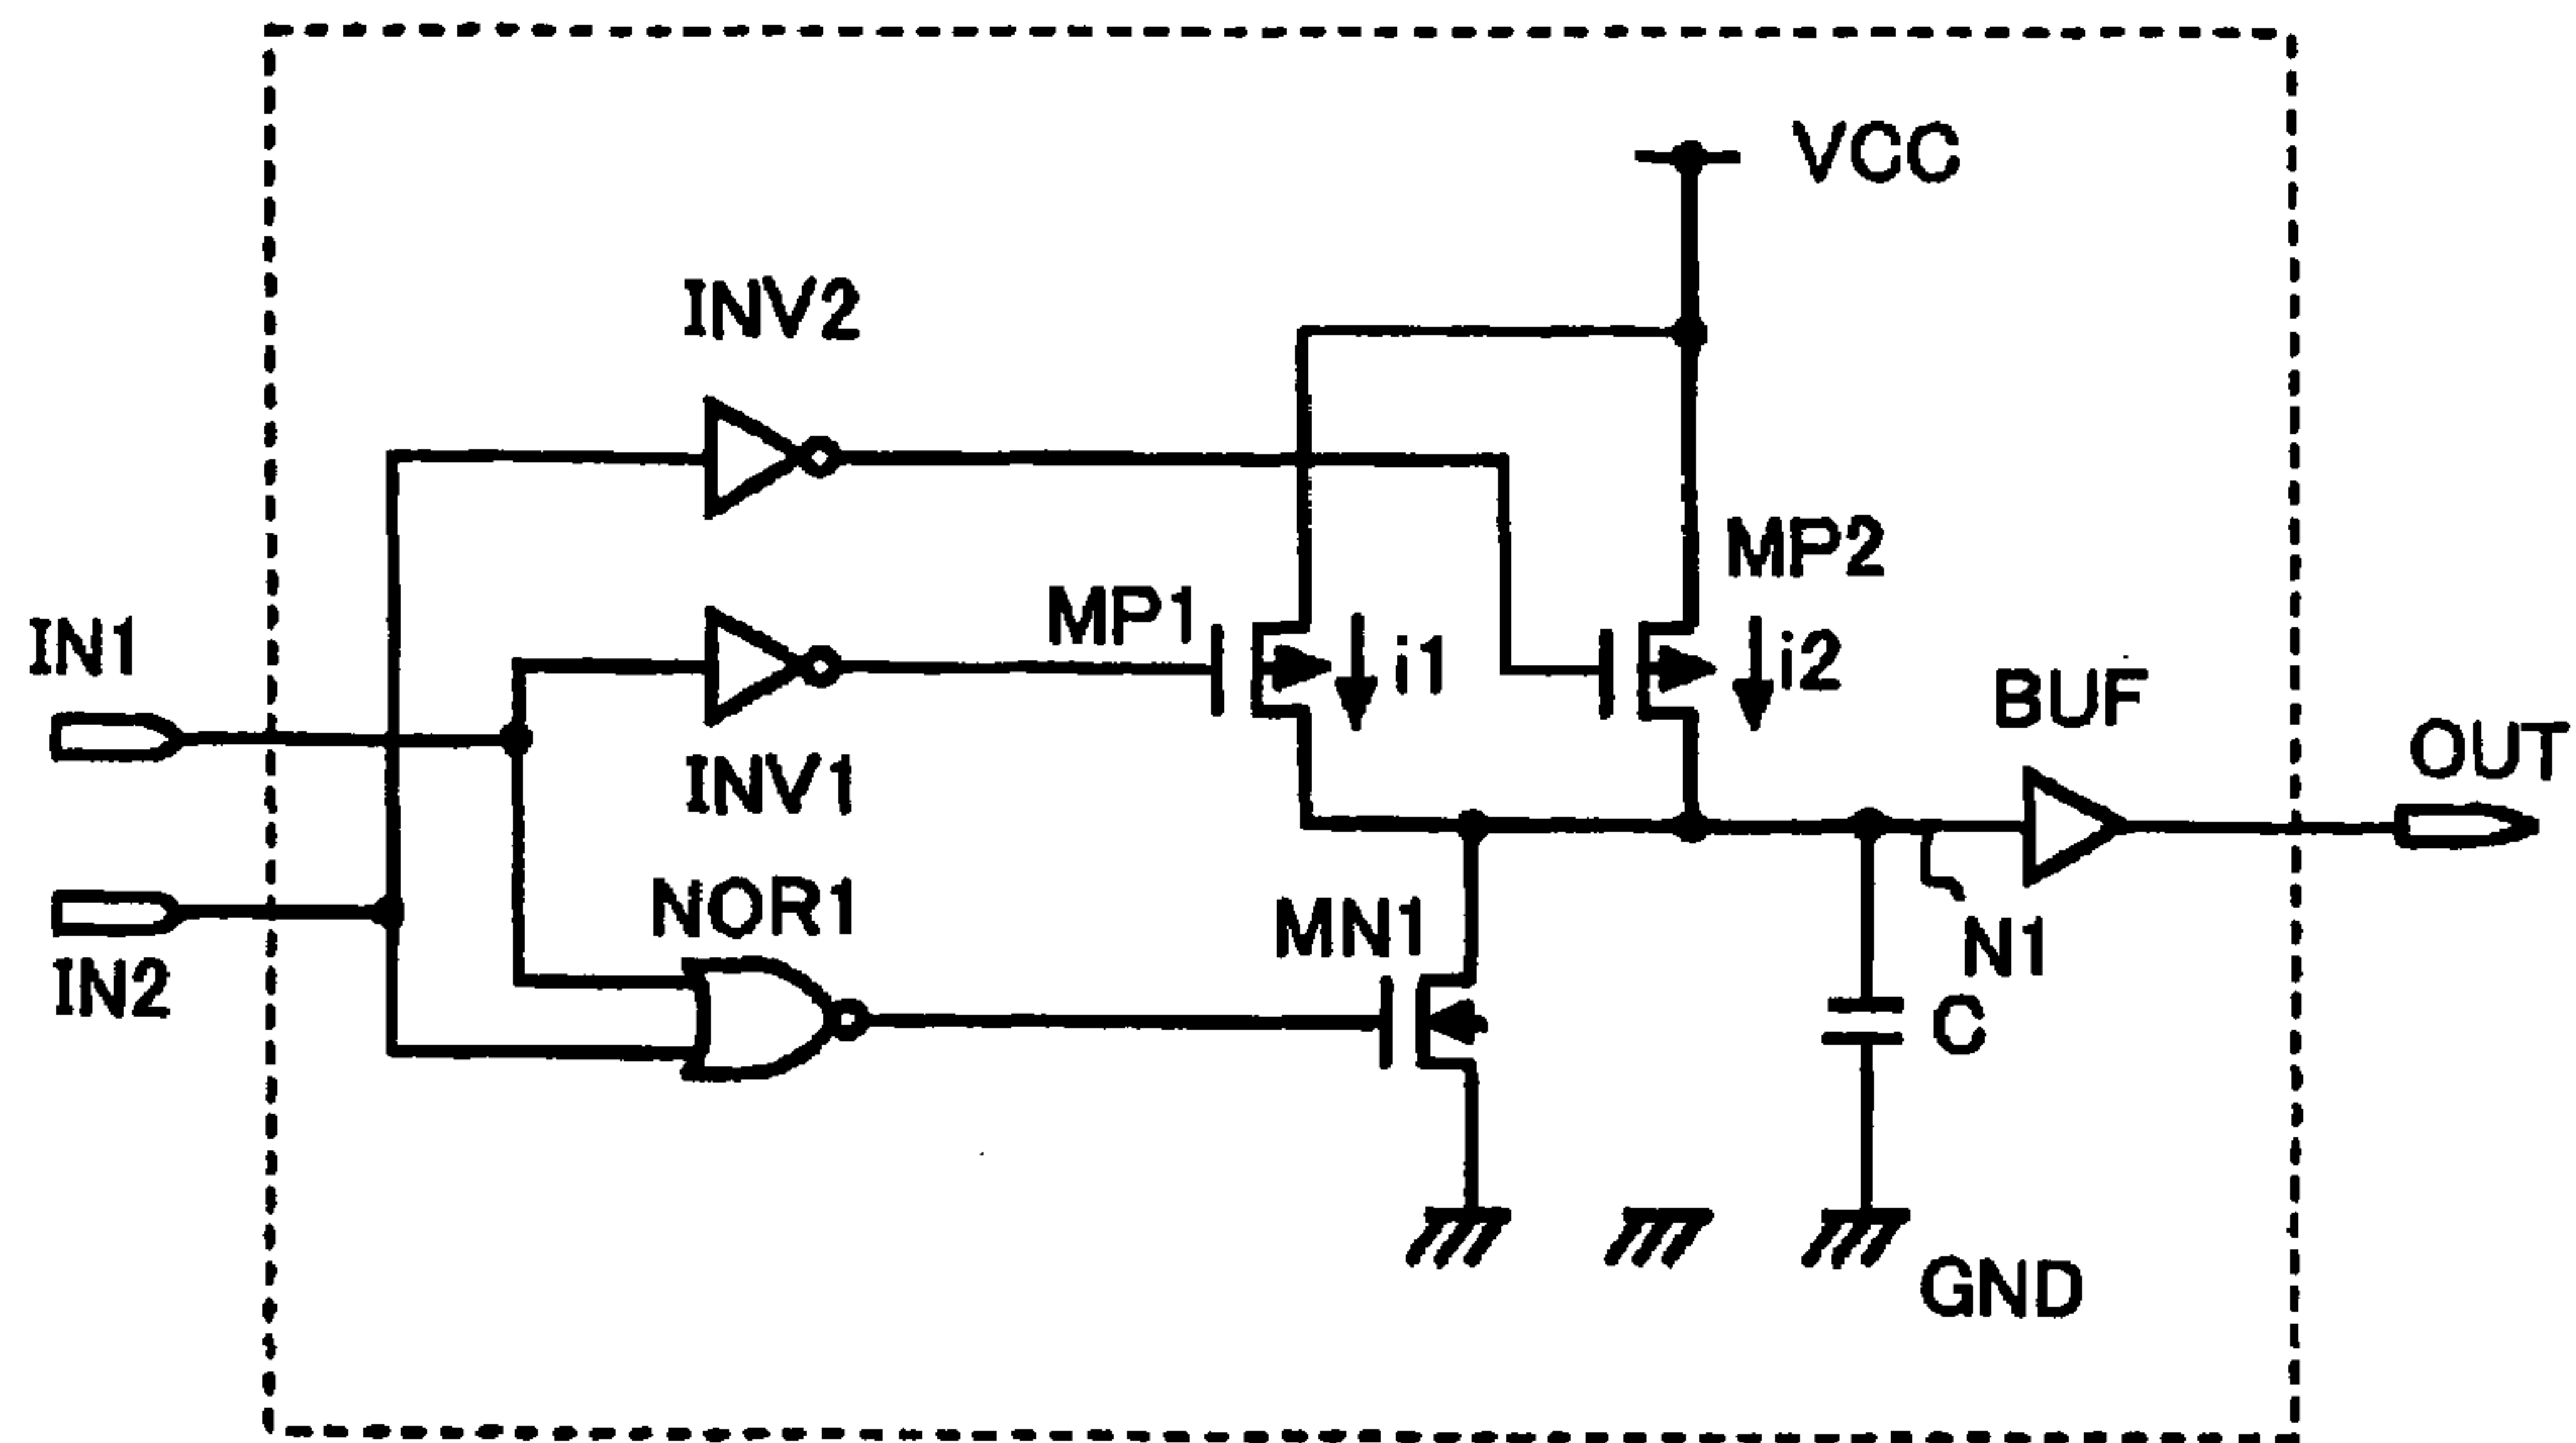 VCC
INV2
MP2
MP1
i1
i2
IN1
BUF
OUT
INV1
NOR1
MN1
N1
IN2
C
GND